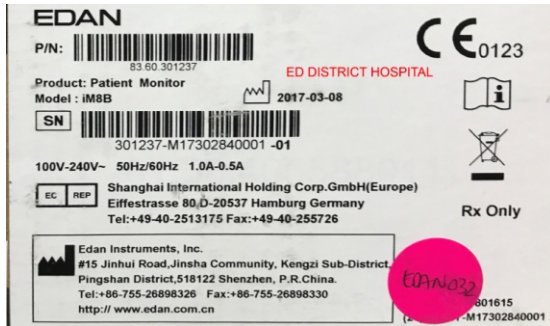 EDAN
P/N:
83.60.301237
CE0123
ED DISTRICT HOSPITAL
Product: Patient Monitor
Model : iM8B
2017-03-08
SN
301237-M17302840001 -01
100V-240V~ 50Hz/60Hz 1.0A-0.5A
EC REP
Shanghai International Holding Corp.GmbH(Europe)
Eiffestrasse 80,D-20537 Hamburg Germany
Tel:+49-40-2513175 Fax:+49-40-255726
Rx Only
Edan Instruments, Inc.
#15 Jinhui Road,Jinsha Community, Kengzi Sub-District,
Pingshan District,518122 Shenzhen, P.R.China.
Tel:+86-755-26898326 Fax:+86-755-26898330
http:// www.edan.com.cn
EDAN032
801615
-M17302840001